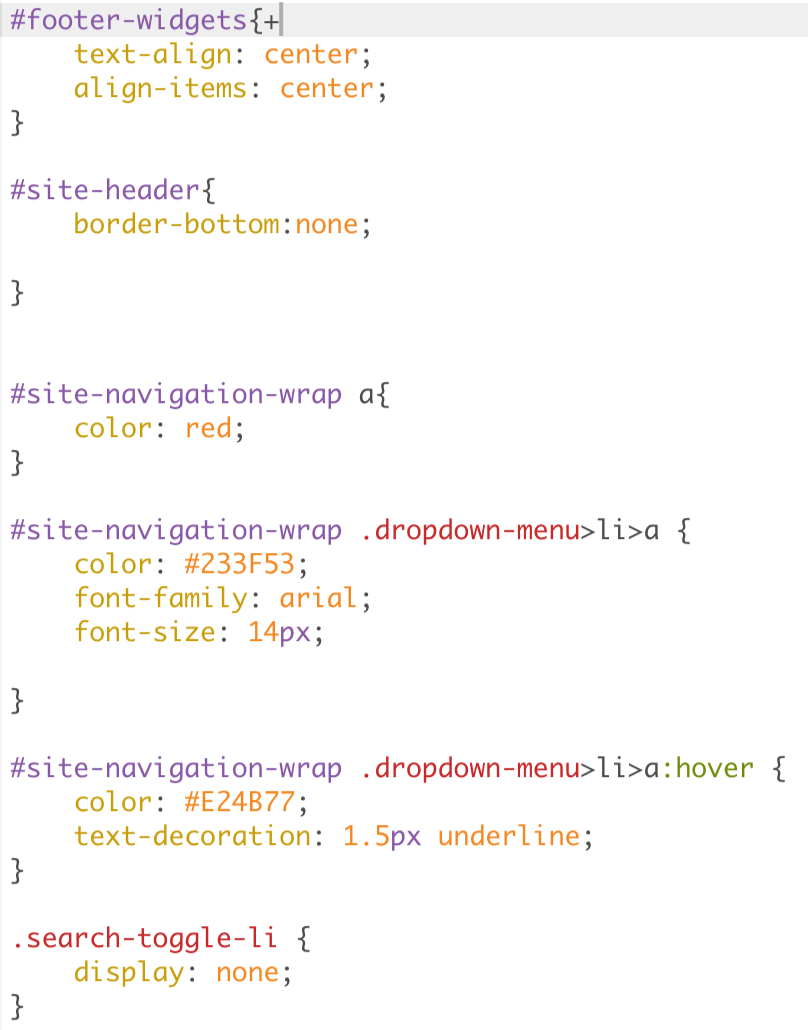 #footer-widgets{+
    text-align: center;
    align-items: center;
}
#site-header{
    border-bottom:none;
}
#site-navigation-wrap a{
    color: red;
}
#site-navigation-wrap .dropdown-menu>li>a {
    color: #233F53;
    font-family: arial;
    font-size: 14px;
}
#site-navigation-wrap .dropdown-menu>li>a:hover {
    color: #E24B77;
    text-decoration: 1.5px underline;
}
.search-toggle-li {
    display: none;
}